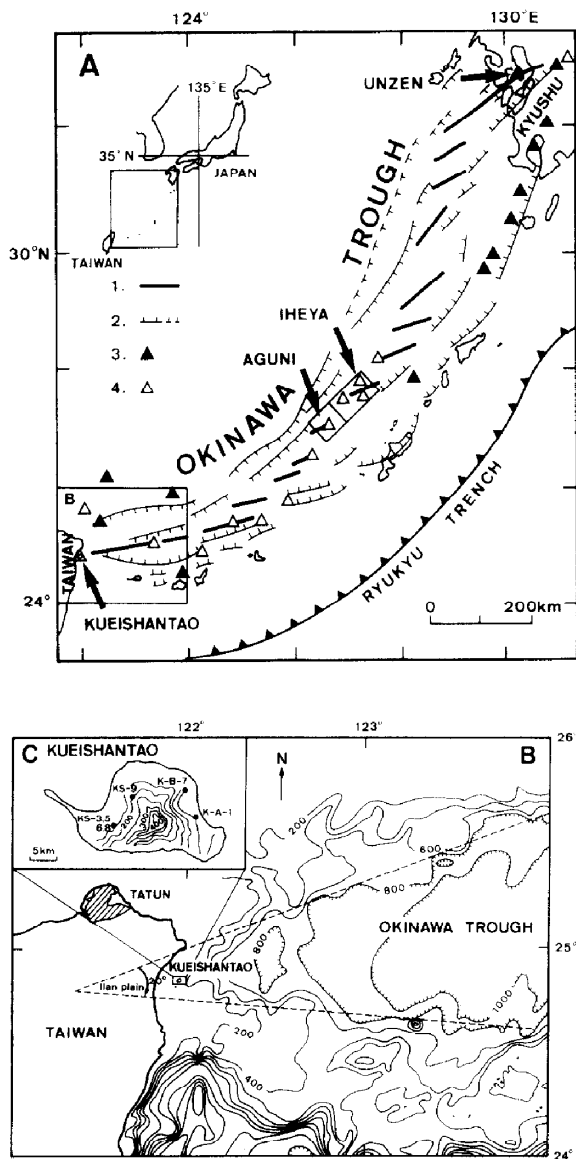 124°
130°E
A
135°E
35°N
JAPAN
TAIWAN
UNZEN
KYUSHU
30°N
OKINAWA TROUGH
1.
2.
3.
4.
IHEYA
AGUNI
B
TAIWAN
KUEISHANTAO
24°
RYUKYU TRENCH
0 200km
122°
123°
26°
C
KUEISHANTAO
B
N
KS-9
K-B-7
KS-3,5
K-A-1
200
5km
200
600
800
TATUN
OKINAWA TROUGH
800
25°
KUEISHANTAO
Ilan plain
20°
1000
TAIWAN
200
400
24°